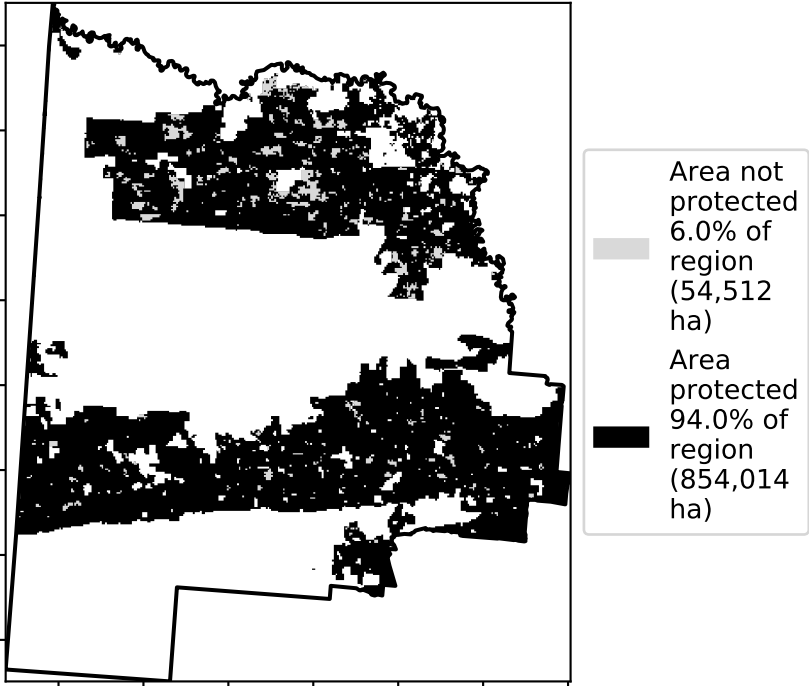 Area not
protected
6.0% of
region
(54,512
ha)
Area
protected
94.0% of
region
(854,014
ha)